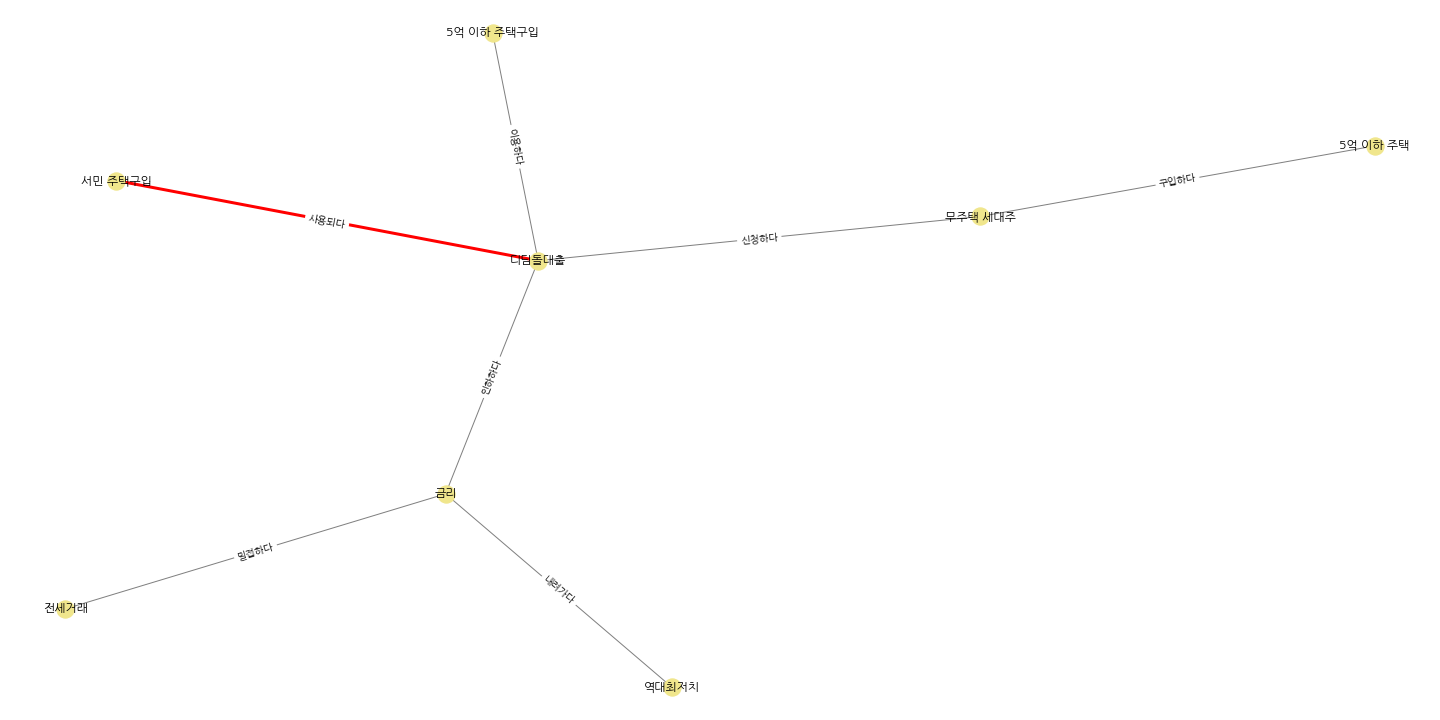 5억 이하 주택구입
이용하다
5억 이하 주택
서민 주택구입
구입하다
사용되다
무주택 세대주
신청하다
디딤돌대출
인하하다
금리
밀접하다
내려가다
전세거래
역대최저치